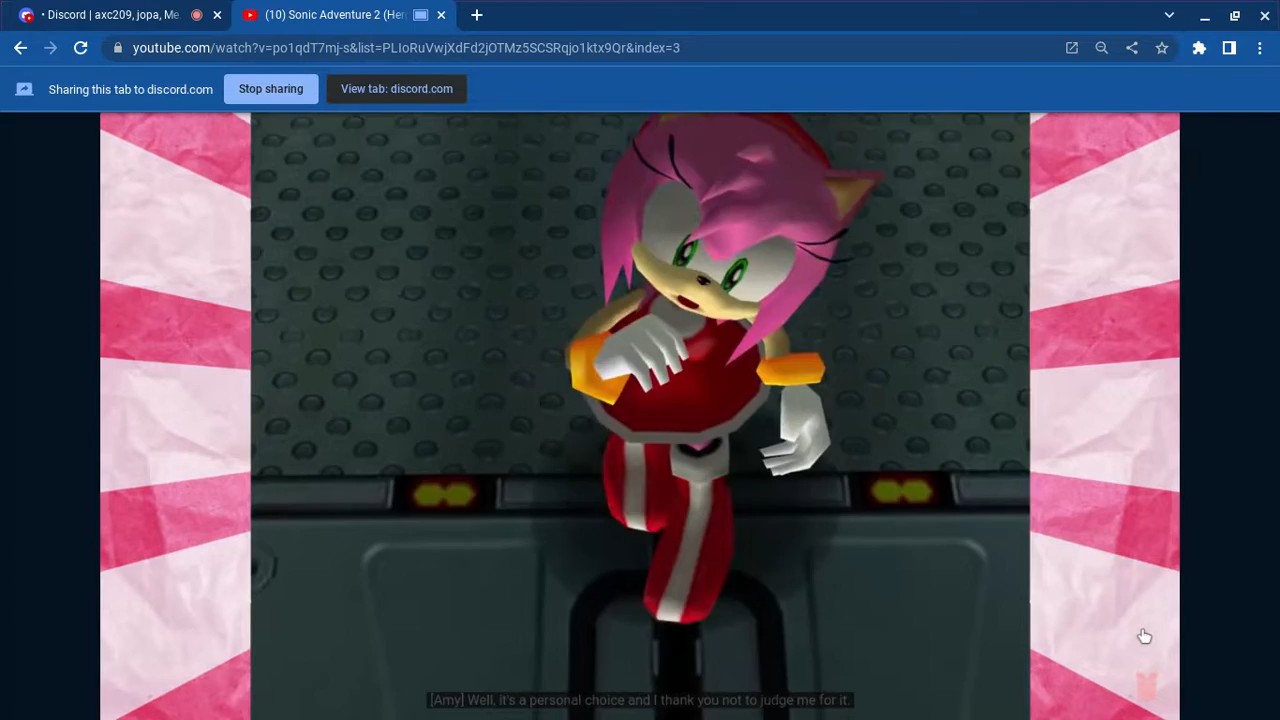 • Discord | axc209, jopa, Me
(10) Sonic Adventure 2 (Her
youtube.com/watch?v=po1qdT7mj-s&list=PLIoRuVwjXdFd2jOTMz5SCSRqjo1ktx9Qr&index=3
Sharing this tab to discord.com
Stop sharing
View tab: discord.com
[Amy] Well, it's a personal choice and I thank you not to judge me for it.